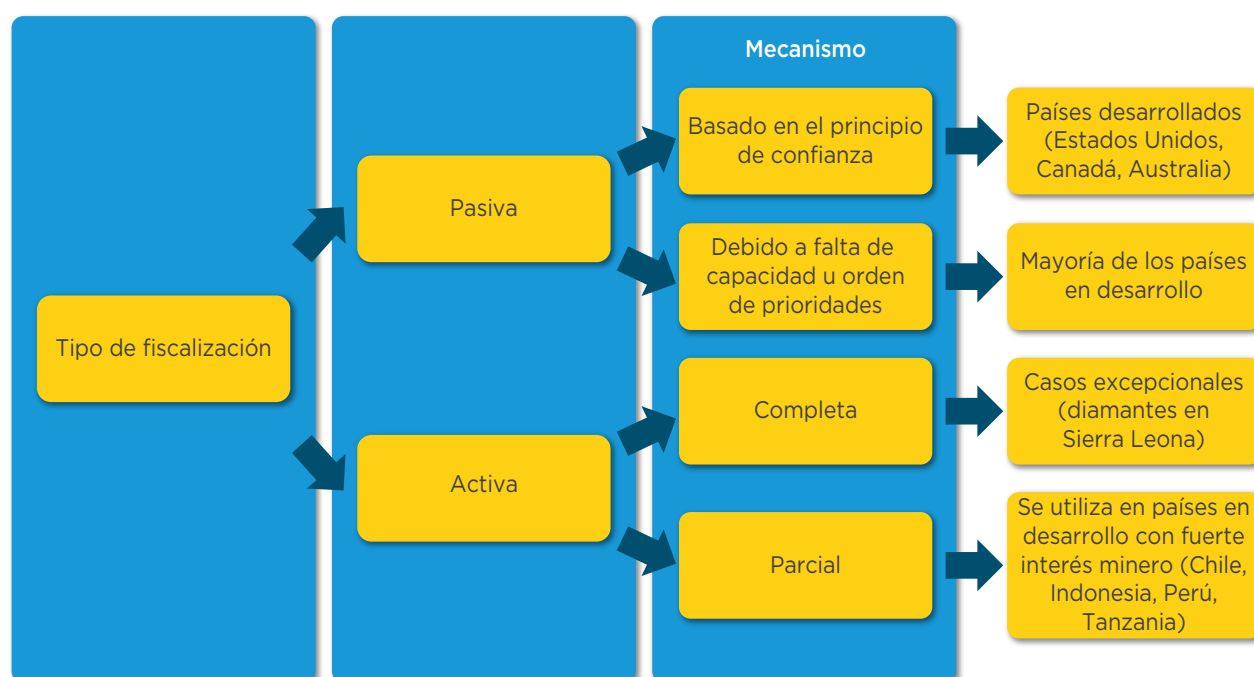 Mecanismo
Tipo de fiscalización
Pasiva
Basado en el principio
de confianza
Países desarrollados
(Estados Unidos,
Canadá, Australia)
Debido a falta de
capacidad u orden
de prioridades
Mayoría de los países
en desarrollo
Activa
Completa
Casos excepcionales
(diamantes en
Sierra Leona)
Parcial
Se utiliza en países en
desarrollo con fuerte
interés minero (Chile,
Indonesia, Perú,
Tanzania)